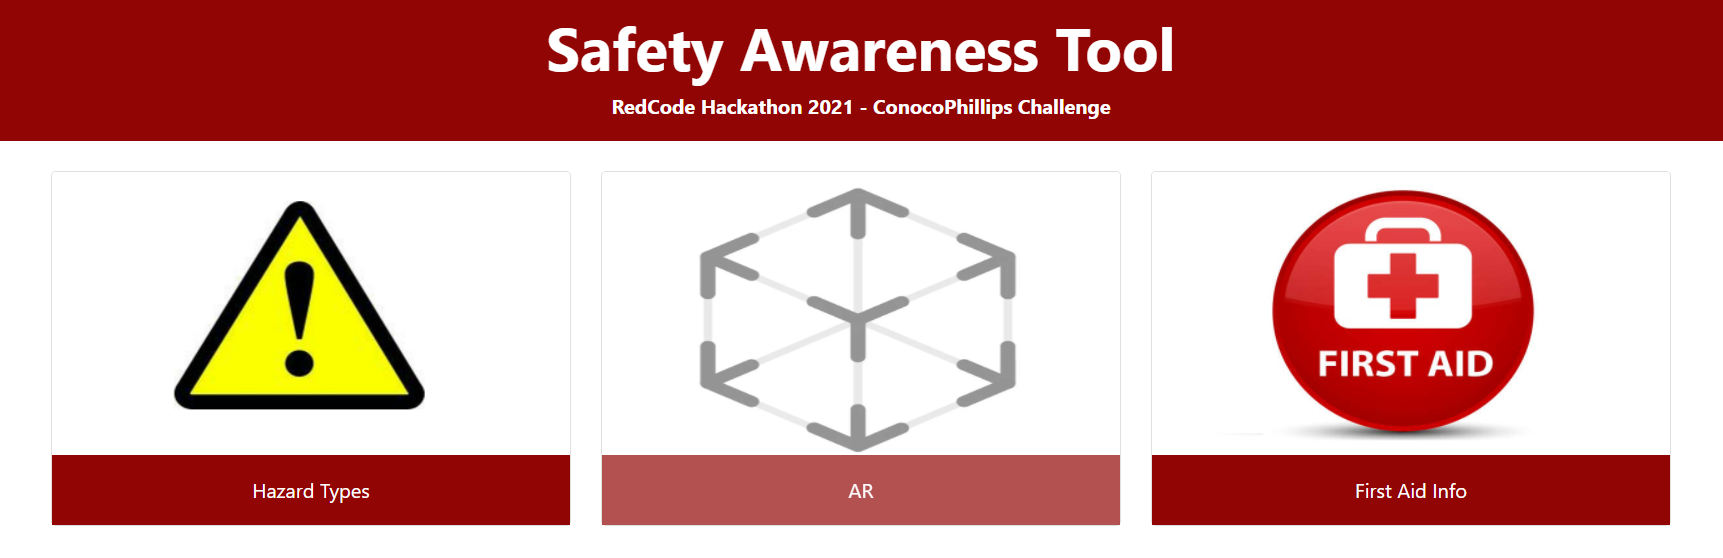 Safety Awareness Tool
RedCode Hackathon 2021 - ConocoPhillips Challenge
FIRST AID
Hazard Types
AR
First Aid Info